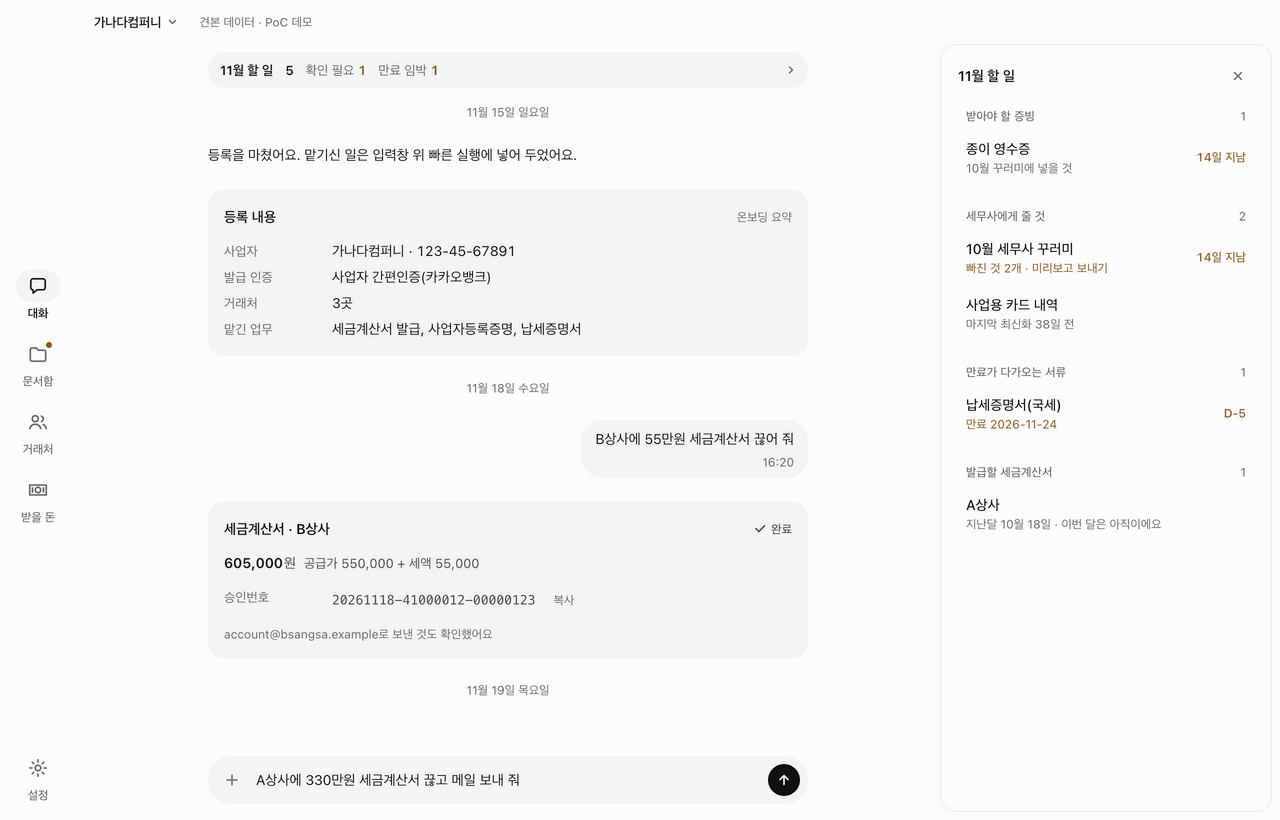 가나다컴퍼니
견본 데이터 · PoC 데모
대화
문서함
거래처
받을 돈
설정
11월 할 일 5 확인 필요 1 만료 임박 1
11월 15일 일요일
등록을 마쳤어요. 맡기신 일은 입력창 위 빠른 실행에 넣어 두었어요.
등록 내용 온보딩 요약
사업자 가나다컴퍼니 · 123-45-67891
발급 인증 사업자 간편인증(카카오뱅크)
거래처 3곳
맡긴 업무 세금계산서 발급, 사업자등록증명, 납세증명서
11월 18일 수요일
B상사에 55만원 세금계산서 끊어 줘
16:20
세금계산서 · B상사 완료
605,000원 공급가 550,000 + 세액 55,000
승인번호 20261118-41000012-00000123 복사
account@bsangsa.example로 보낸 것도 확인했어요
11월 19일 목요일
A상사에 330만원 세금계산서 끊고 메일 보내 줘
11월 할 일
받아야 할 증빙 1
종이 영수증 14일 지남
10월 꾸러미에 넣을 것
세무사에게 줄 것 2
10월 세무사 꾸러미 14일 지남
빠진 것 2개 · 미리보고 보내기
사업용 카드 내역
마지막 최신화 38일 전
만료가 다가오는 서류 1
납세증명서(국세) D-5
만료 2026-11-24
발급할 세금계산서 1
A상사
지난달 10월 18일 · 이번 달은 아직이에요